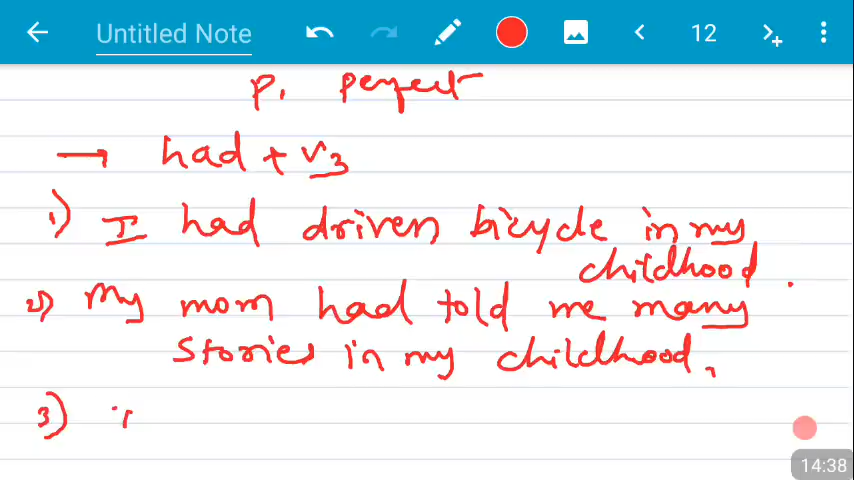 Untitled Note
12
P. Perfect
→ had + V3
1) I had driven bicycle in my
childhood.
2) My mom had told me many
stories in my childhood.
3)
14:38